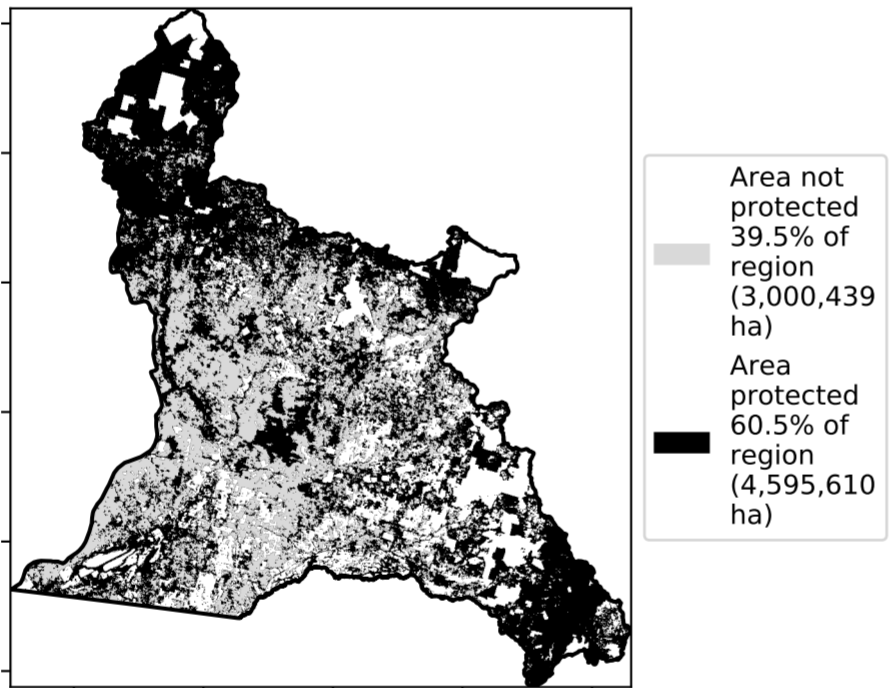 Area not
protected
39.5% of
region
(3,000,439
ha)
Area
protected
60.5% of
region
(4,595,610
ha)